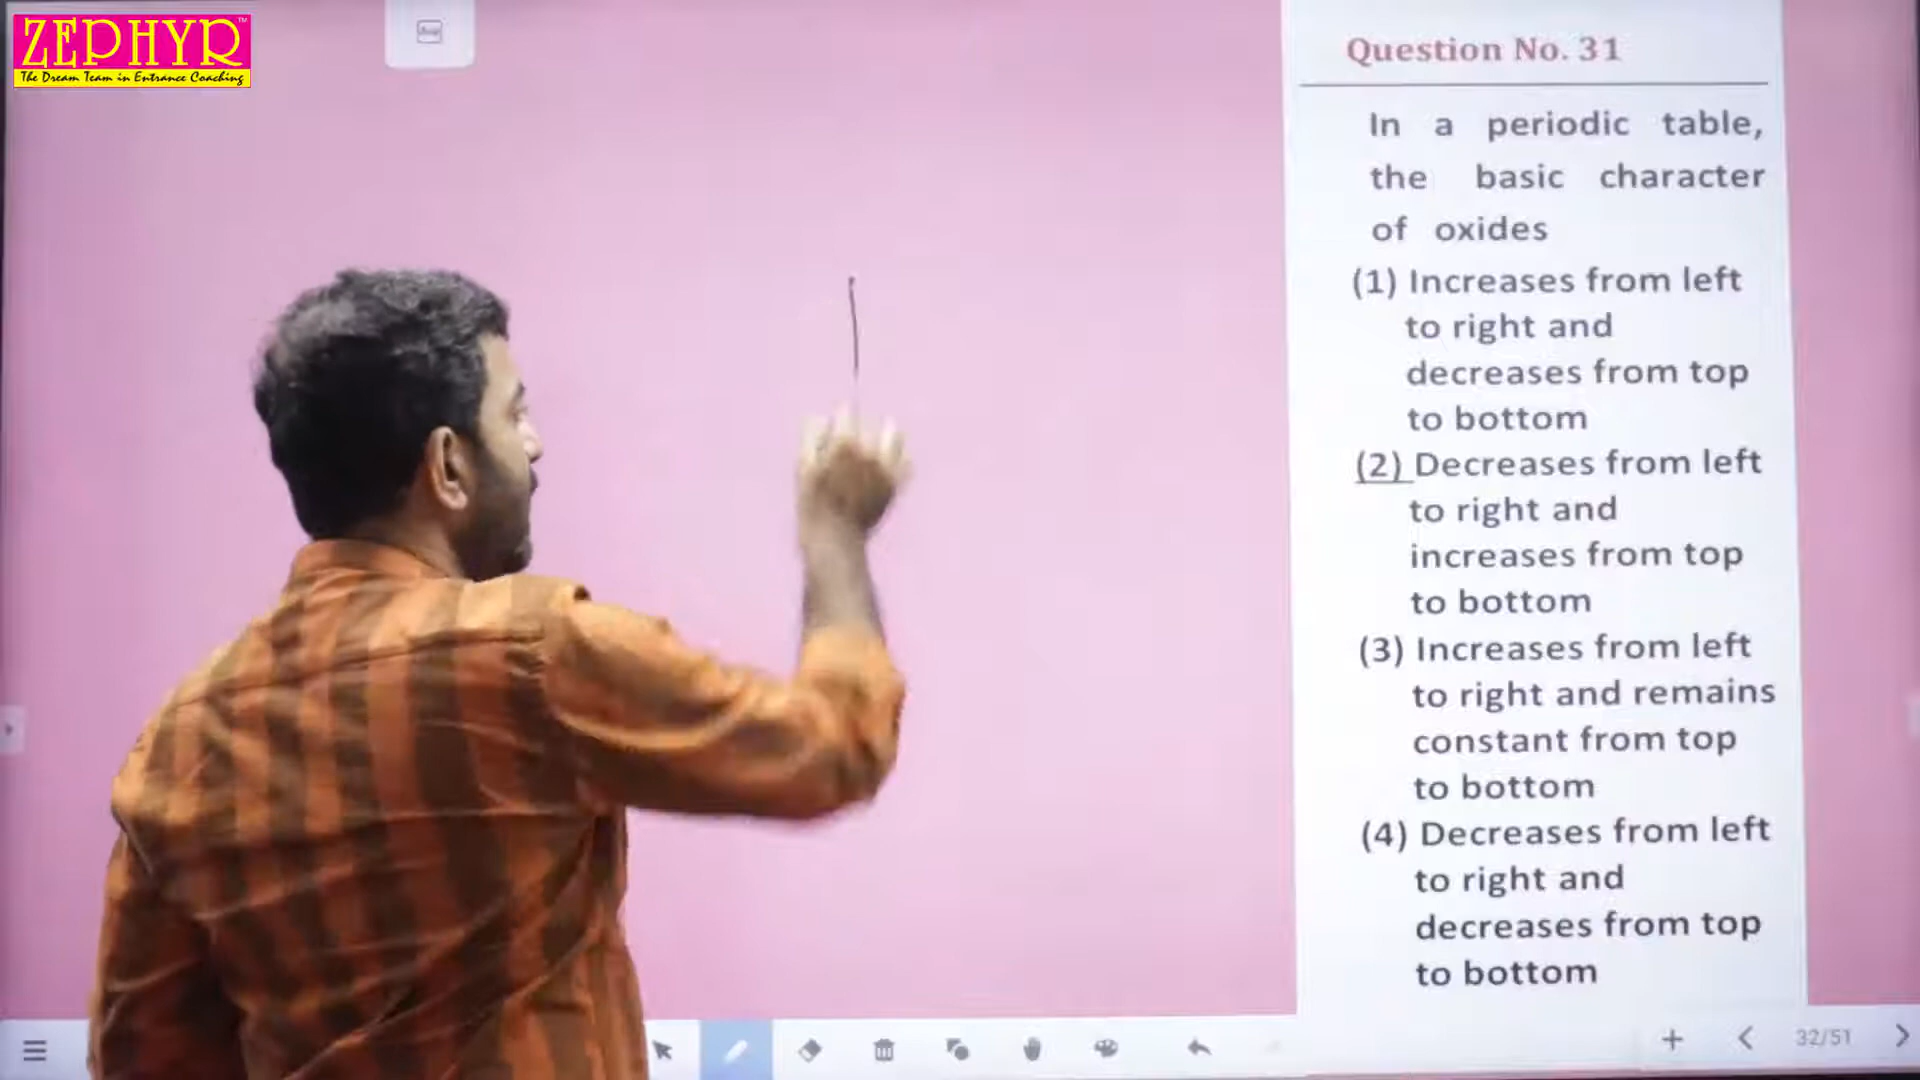 ZEPHYR™
The Dream Team in Entrance Coaching
Question No. 31
In a periodic table,
the basic character
of oxides
(1) Increases from left
to right and
decreases from top
to bottom
(2) Decreases from left
to right and
increases from top
to bottom
(3) Increases from left
to right and remains
constant from top
to bottom
(4) Decreases from left
to right and
decreases from top
to bottom
32/51